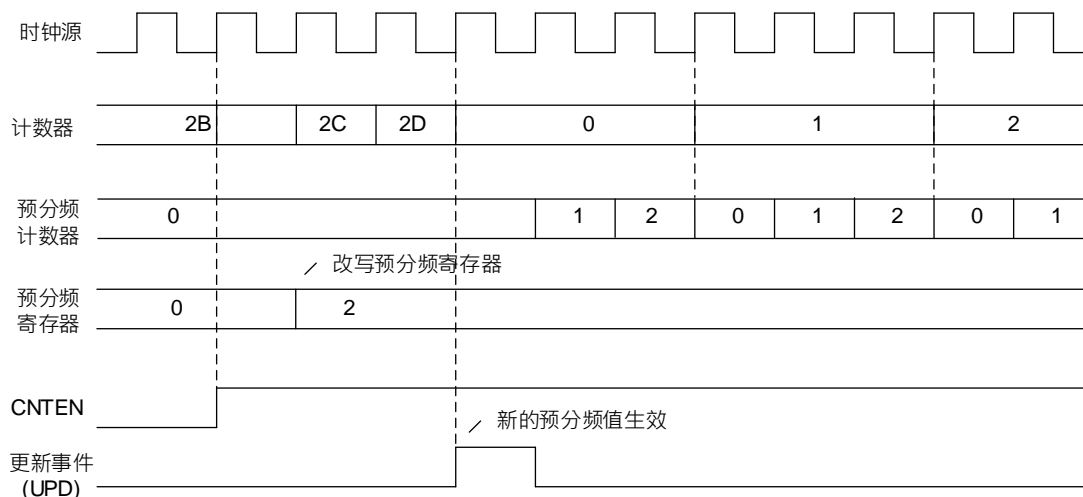 时钟源
计数器 2B 2C 2D 0 1 2
预分频
计数器
0 1 2 0 1 2 0 1
改写预分频寄存器
预分频
寄存器
0 2
CNTEN
新的预分频值生效
更新事件
(UPD)